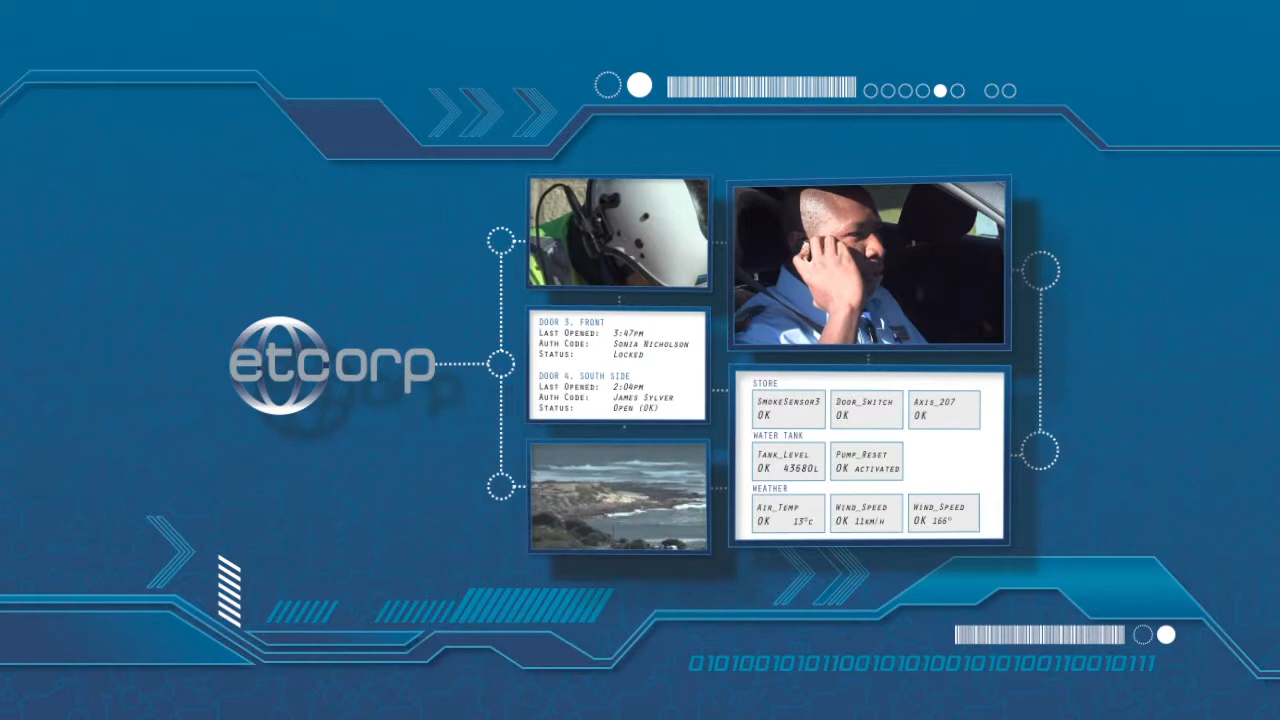 etcorp
DOOR 3. FRONT
LAST OPENED: 3:47PM
AUTH CODE: SONIA NICHOLSON
STATUS: LOCKED
DOOR 4. SOUTH SIDE
LAST OPENED: 2:04PM
AUTH CODE: JAMES SYLVER
STATUS: OPEN (OK)
STORE
SMOKESENSOR3 DOOR_SWITCH AXIS_207
OK OK OK
WATER TANK
TANK_LEVEL PUMP_RESET
OK 43680L OK ACTIVATED
WEATHER
AIR_TEMP WIND_SPEED WIND_SPEED
OK 13°C OK 11KM/H OK 166°
0101001010110010101001010100110010111